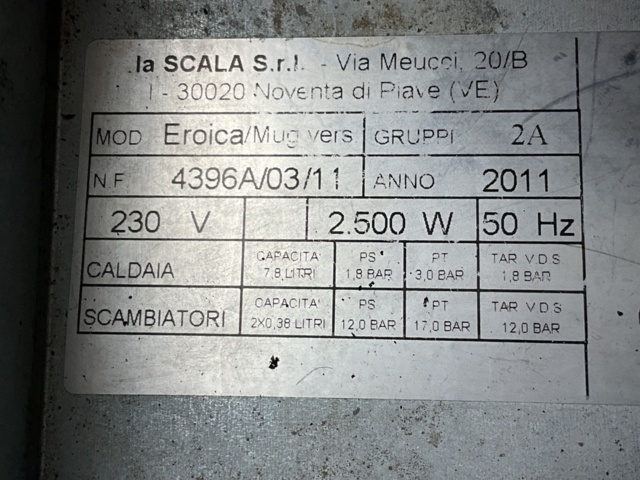 la SCALA S.r.l. - Via Meucci, 20/B
I - 30020 Noventa di Piave (VE)
MOD Eroica/Mug vers GRUPPI 2A
N F 4396A/03/11 ANNO 2011
230 V 2.500 W 50 Hz
CALDAIA CAPACITA' 7,8 LITRI PS 1,8 BAR PT 3,0 BAR TAR V.D.S 1,8 BAR
SCAMBIATORI CAPACITA' 2X0,38 LITRI PS 12,0 BAR PT 17,0 BAR TAR V.D.S 12,0 BAR